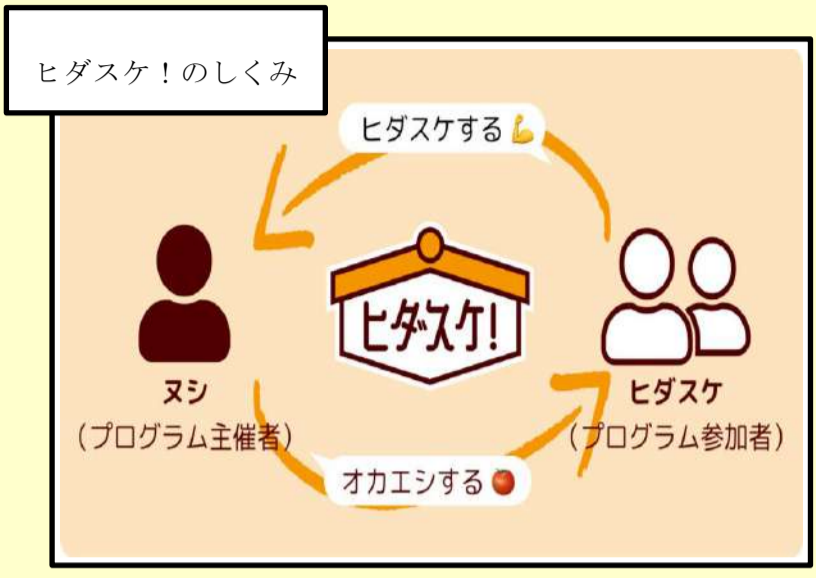 ヒダスケ！のしくみ
ヒダスケする💪
ヒダスケ!
ヌシ
(プログラム主催者)
ヒダスケ
(プログラム参加者)
オカエシする🍎